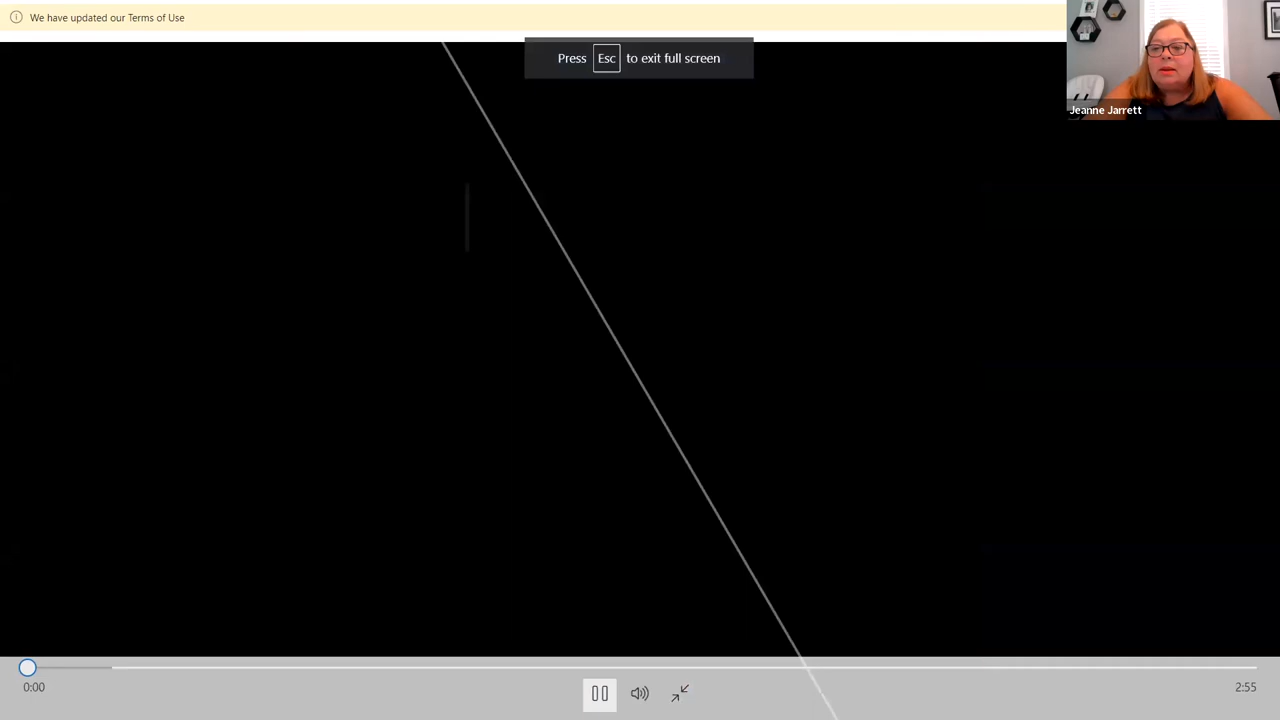 We have updated our Terms of Use
Press Esc to exit full screen
Jeanne Jarrett
0:00
2:55